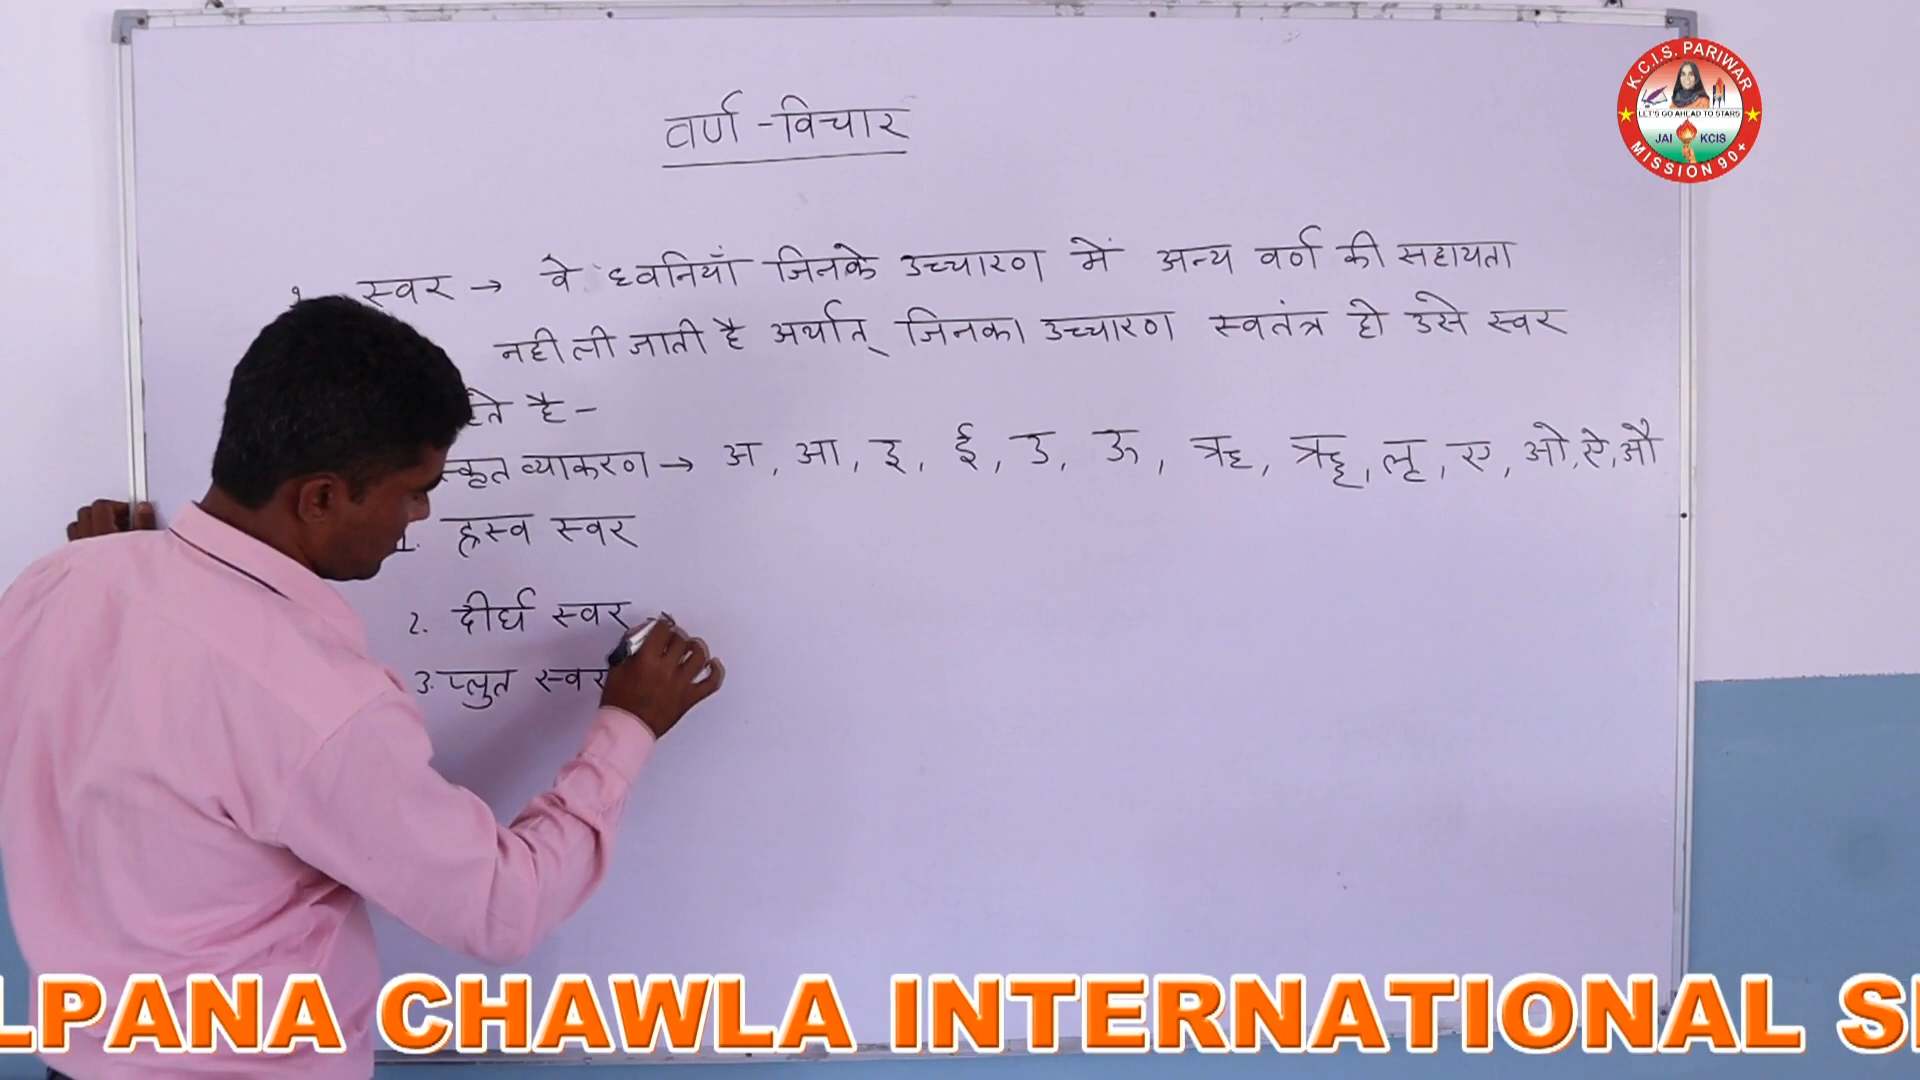 वर्ण - विचार
स्वर → वे ध्वनियाँ जिनके उच्चारण में अन्य वर्ण की सहायता
नही ली जाती है अर्थात् जिनका उच्चारण स्वतंत्र हो उसे स्वर
है -
व्याकरण → अ, आ, इ, ई, उ, ऊ, ऋ, ॠ, लृ, ए, ओ, ऐ, औ
1. ह्रस्व स्वर
2. दीर्घ स्वर
3. प्लुत स्वर
K.C.I.S. PARIWAR
LET'S GO AHEAD TO STARS
JAI KCIS
MISSION 90+
LPANA CHAWLA INTERNATIONAL S